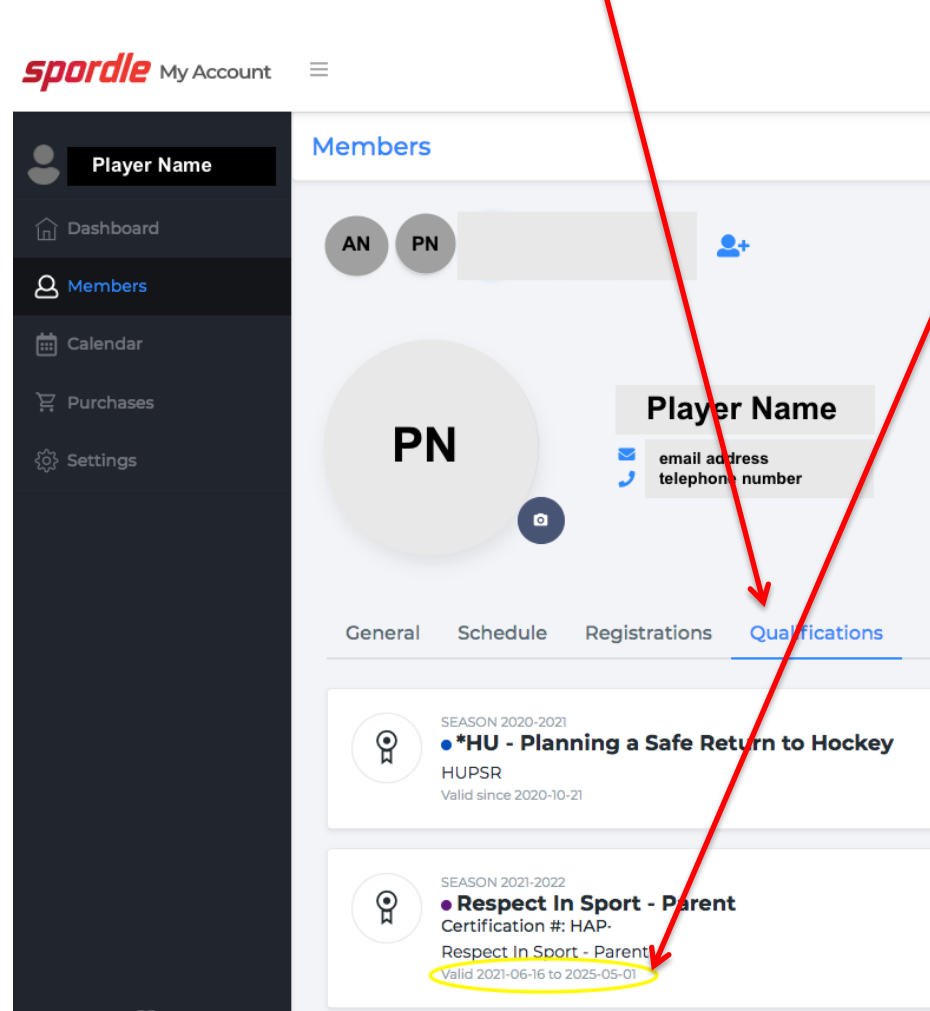 spordle My Account
Player Name
Dashboard
Members
Calendar
Purchases
Settings
Members
AN PN
PN
Player Name
email address
telephone number
General Schedule Registrations Qualifications
SEASON 2020-2021
*HU - Planning a Safe Return to Hockey
HUPSR
Valid since 2020-10-21
SEASON 2021-2022
Respect In Sport - Parent
Certification #: HAP-
Respect In Sport - Parent
Valid 2021-06-16 to 2025-05-01